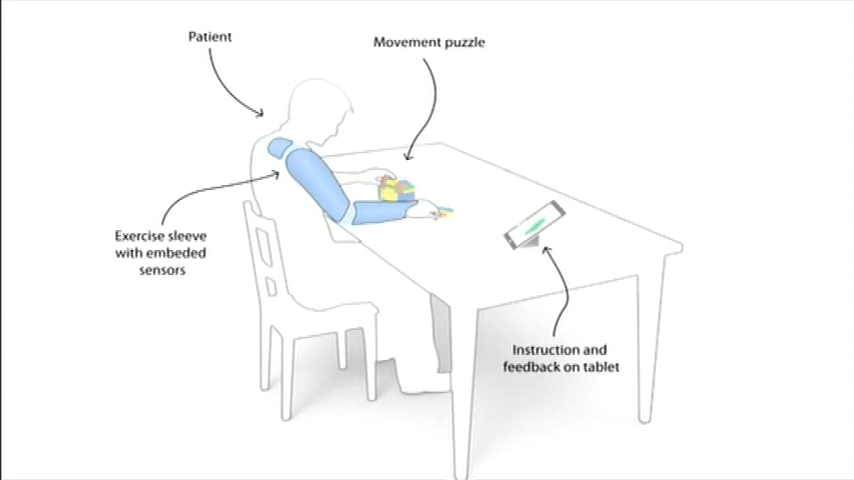 Patient
Movement puzzle
Exercise sleeve
with embeded
sensors
Instruction and
feedback on tablet